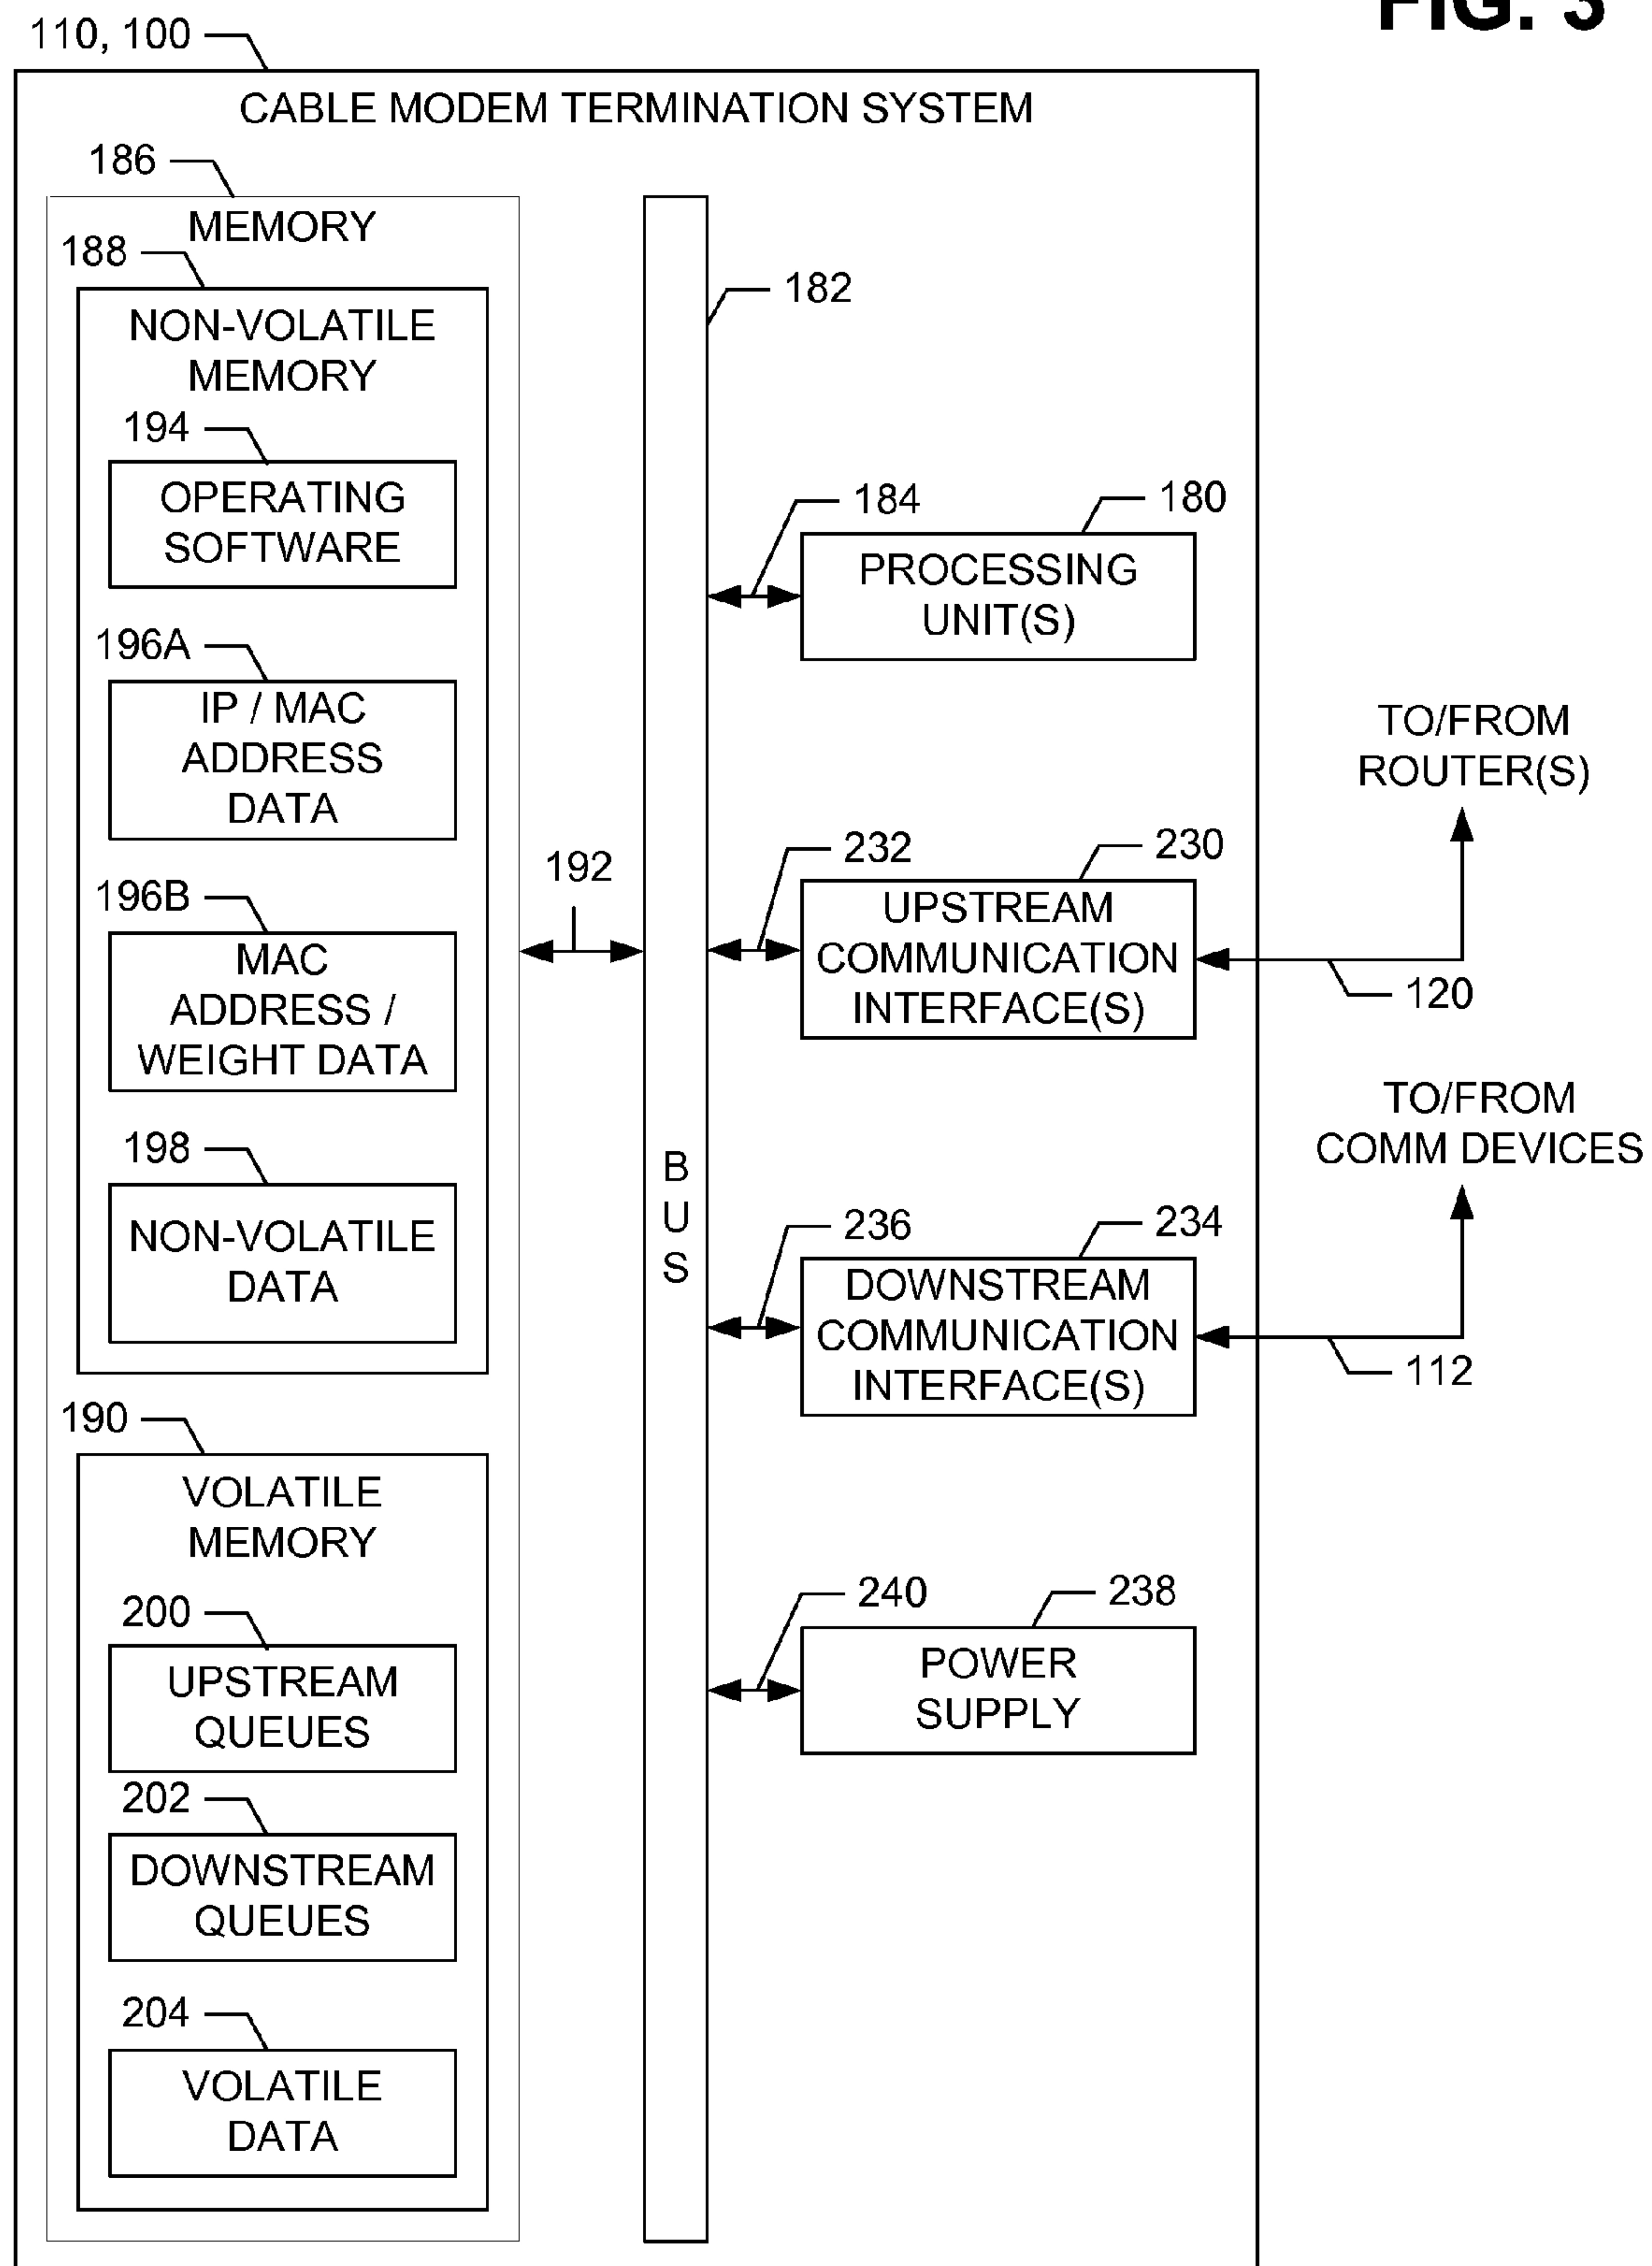 FIG. 3
110, 100
CABLE MODEM TERMINATION SYSTEM
186
MEMORY
188
NON-VOLATILE
MEMORY
194
OPERATING
SOFTWARE
196A
IP / MAC
ADDRESS
DATA
196B
MAC
ADDRESS /
WEIGHT DATA
198
NON-VOLATILE
DATA
190
VOLATILE
MEMORY
200
UPSTREAM
QUEUES
202
DOWNSTREAM
QUEUES
204
VOLATILE
DATA
192
182
B
U
S
184
180
PROCESSING
UNIT(S)
232
230
UPSTREAM
COMMUNICATION
INTERFACE(S)
TO/FROM
ROUTER(S)
120
236
234
DOWNSTREAM
COMMUNICATION
INTERFACE(S)
TO/FROM
COMM DEVICES
112
240
238
POWER
SUPPLY